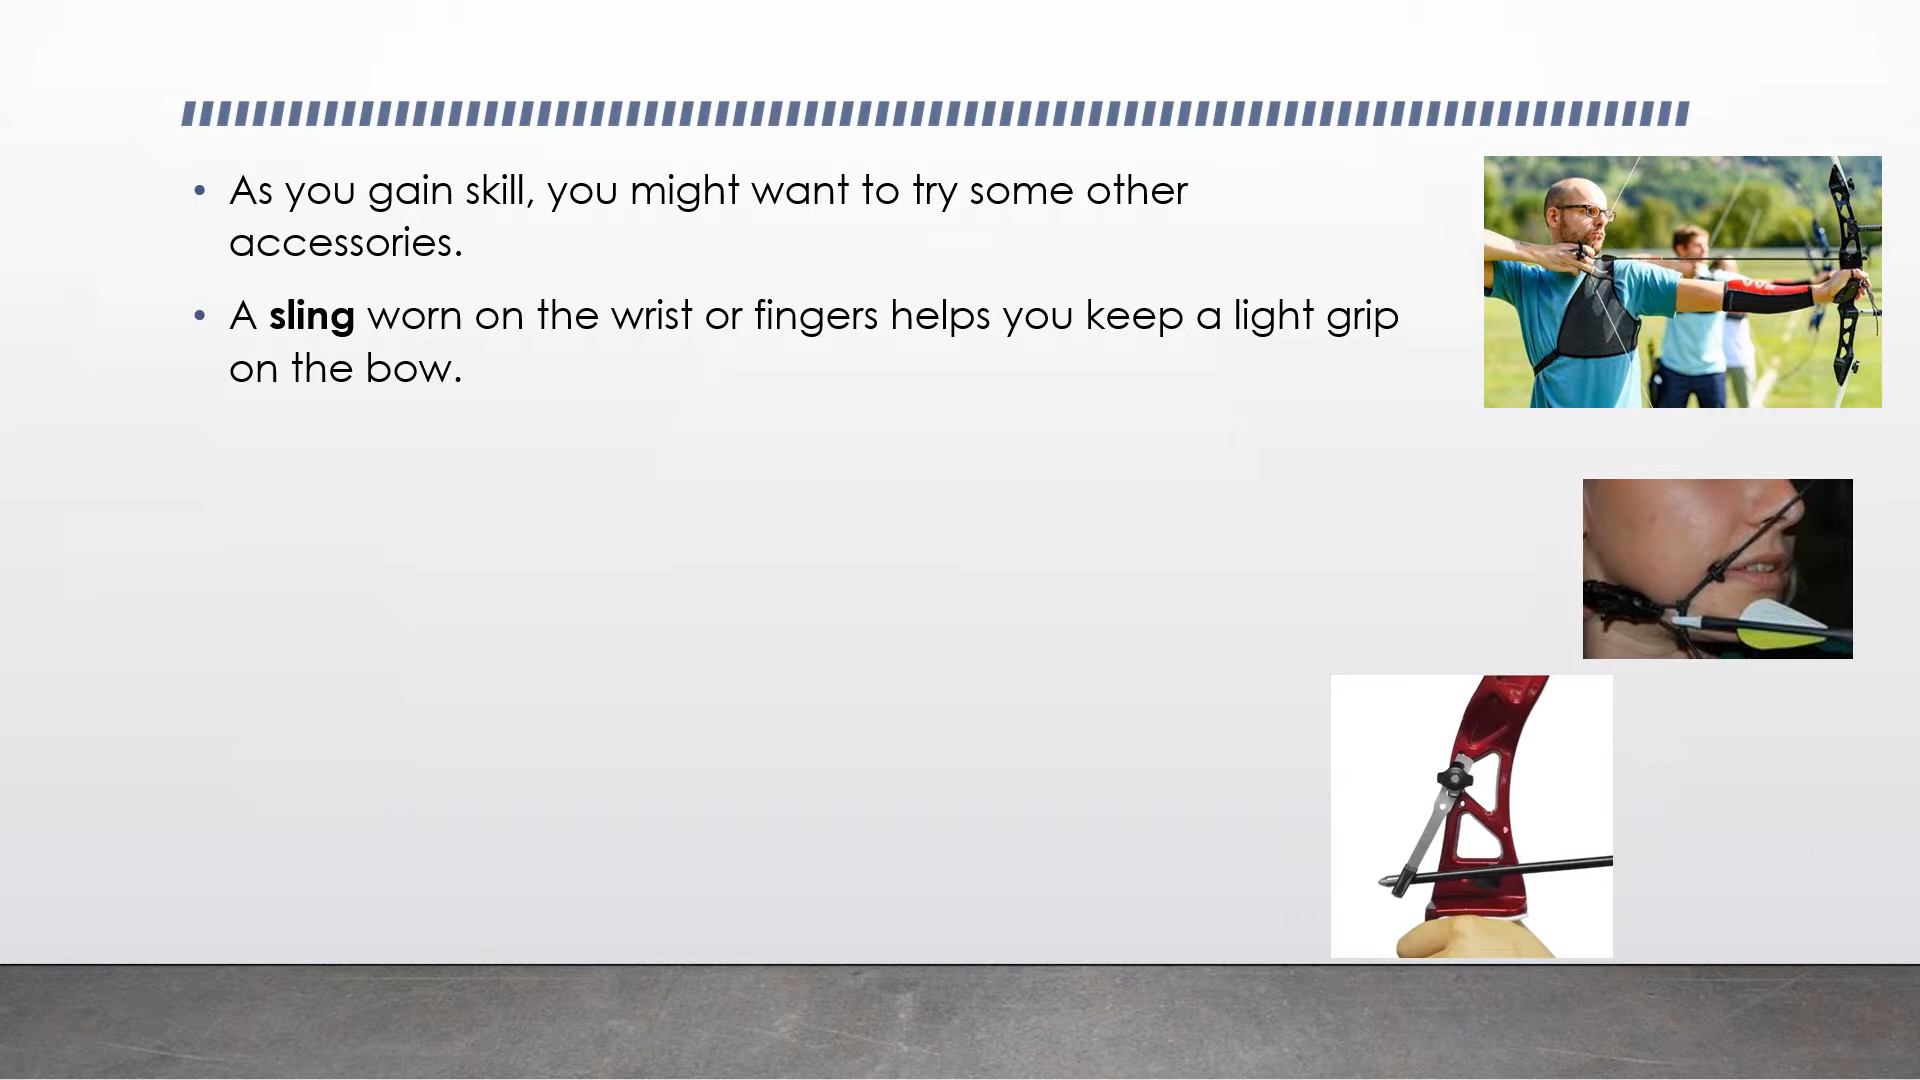 • As you gain skill, you might want to try some other
accessories.
• A sling worn on the wrist or fingers helps you keep a light grip
on the bow.